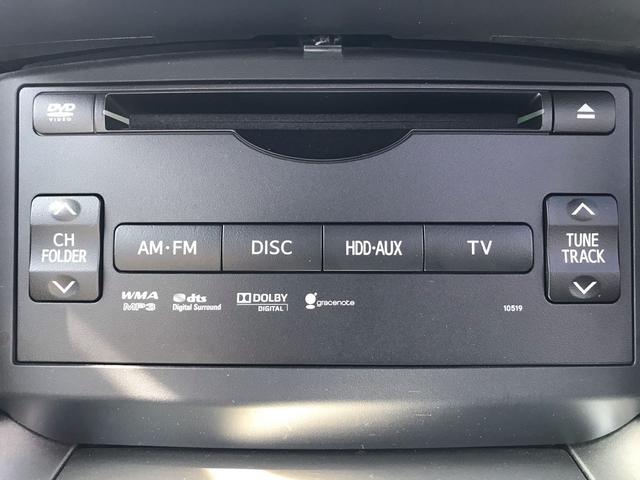 DVD
VIDEO
CH
FOLDER
AM·FM
DISC
HDD·AUX
TV
TUNE
TRACK
WMA
MP3
dts
Digital Surround
DOLBY
DIGITAL
gracenote
10519